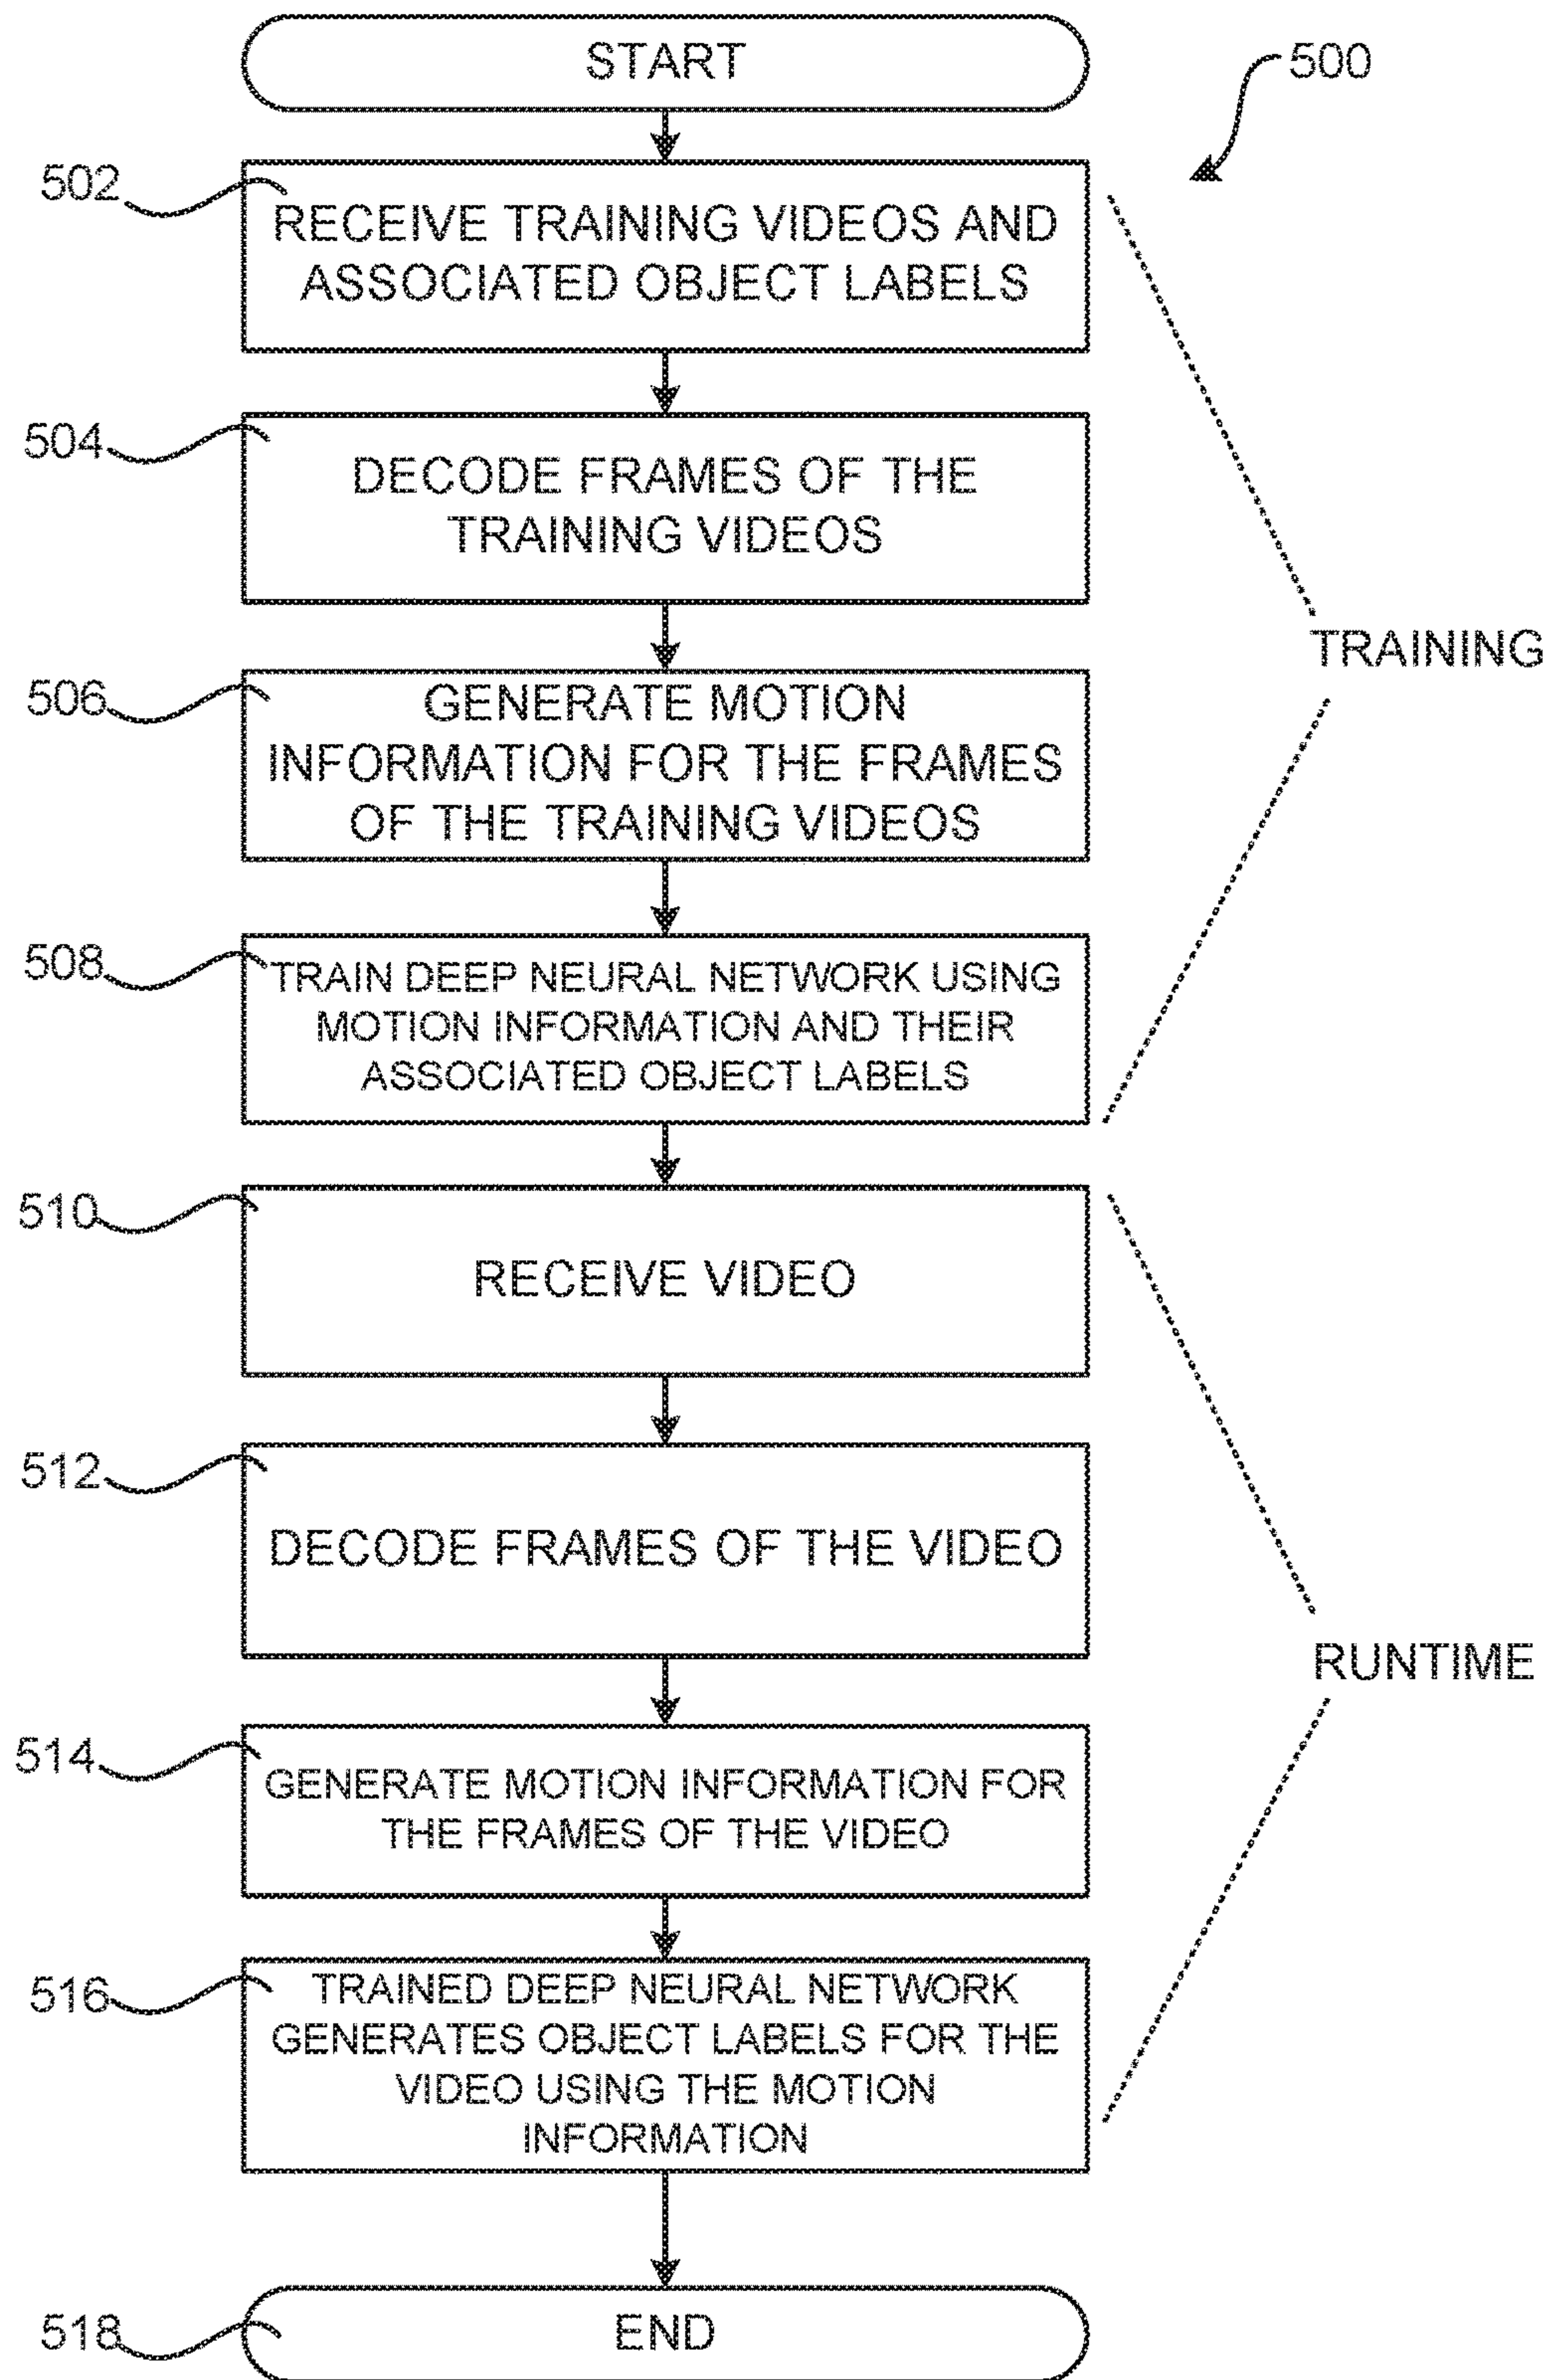 START
500
502
RECEIVE TRAINING VIDEOS AND
ASSOCIATED OBJECT LABELS
504
DECODE FRAMES OF THE
TRAINING VIDEOS
TRAINING
506
GENERATE MOTION
INFORMATION FOR THE FRAMES
OF THE TRAINING VIDEOS
508
TRAIN DEEP NEURAL NETWORK USING
MOTION INFORMATION AND THEIR
ASSOCIATED OBJECT LABELS
510
RECEIVE VIDEO
512
DECODE FRAMES OF THE VIDEO
RUNTIME
514
GENERATE MOTION INFORMATION FOR
THE FRAMES OF THE VIDEO
516
TRAINED DEEP NEURAL NETWORK
GENERATES OBJECT LABELS FOR THE
VIDEO USING THE MOTION
INFORMATION
518
END